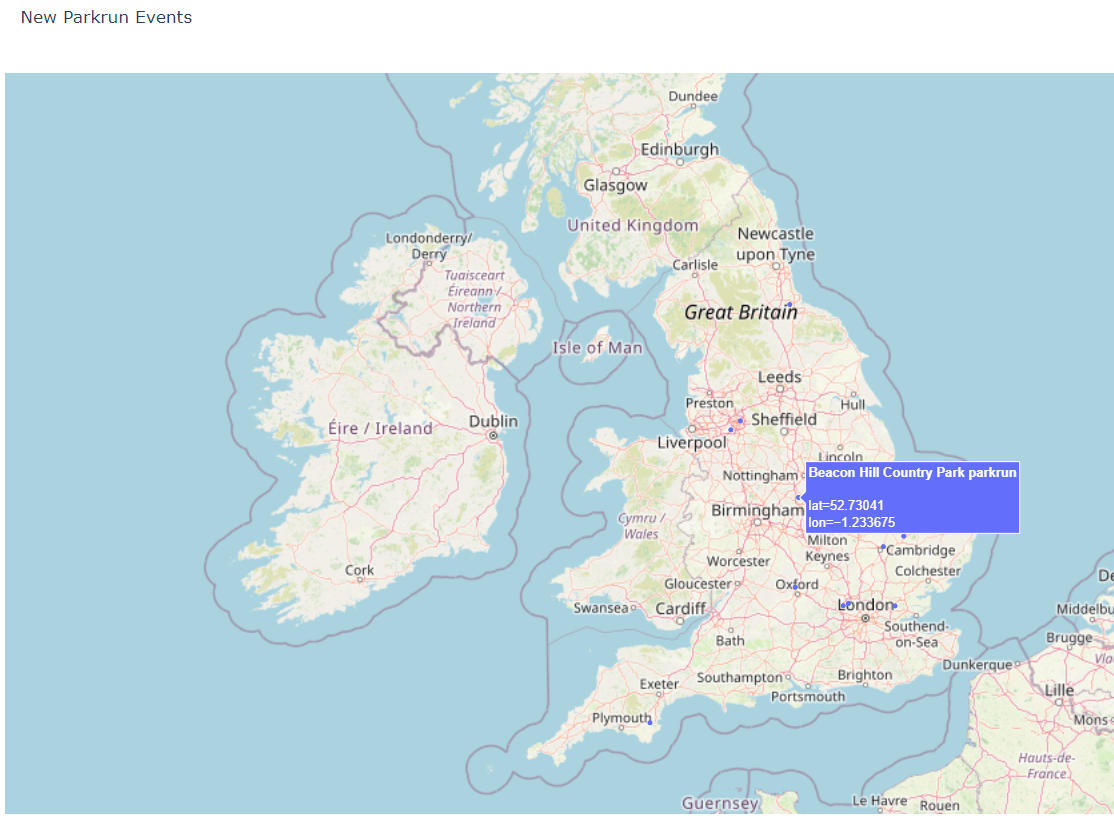 New Parkrun Events
Dundee
Edinburgh
Glasgow
United Kingdom
Londonderry/
Derry
Newcastle
upon Tyne
Carlisle
Tuaisceart
Éireann /
Northern
Ireland
Great Britain
Isle of Man
Leeds
Preston
Hull
Dublin
Sheffield
Éire / Ireland
Liverpool
Lincoln
Nottingham
Beacon Hill Country Park parkrun
lat=52.73041
lon=−1.233675
Birmingham
Cymru /
Wales
Milton
Keynes
Cambridge
Worcester
Colchester
Cork
Gloucester
Oxford
De
Swansea
Cardiff
London
Middelbu
Southend-
on-Sea
Bath
Brugge
Vla
Dunkerque
Exeter
Southampton
Brighton
Portsmouth
Lille
Plymouth
Mons
Hauts-de-
France
Guernsey
Le Havre
Rouen